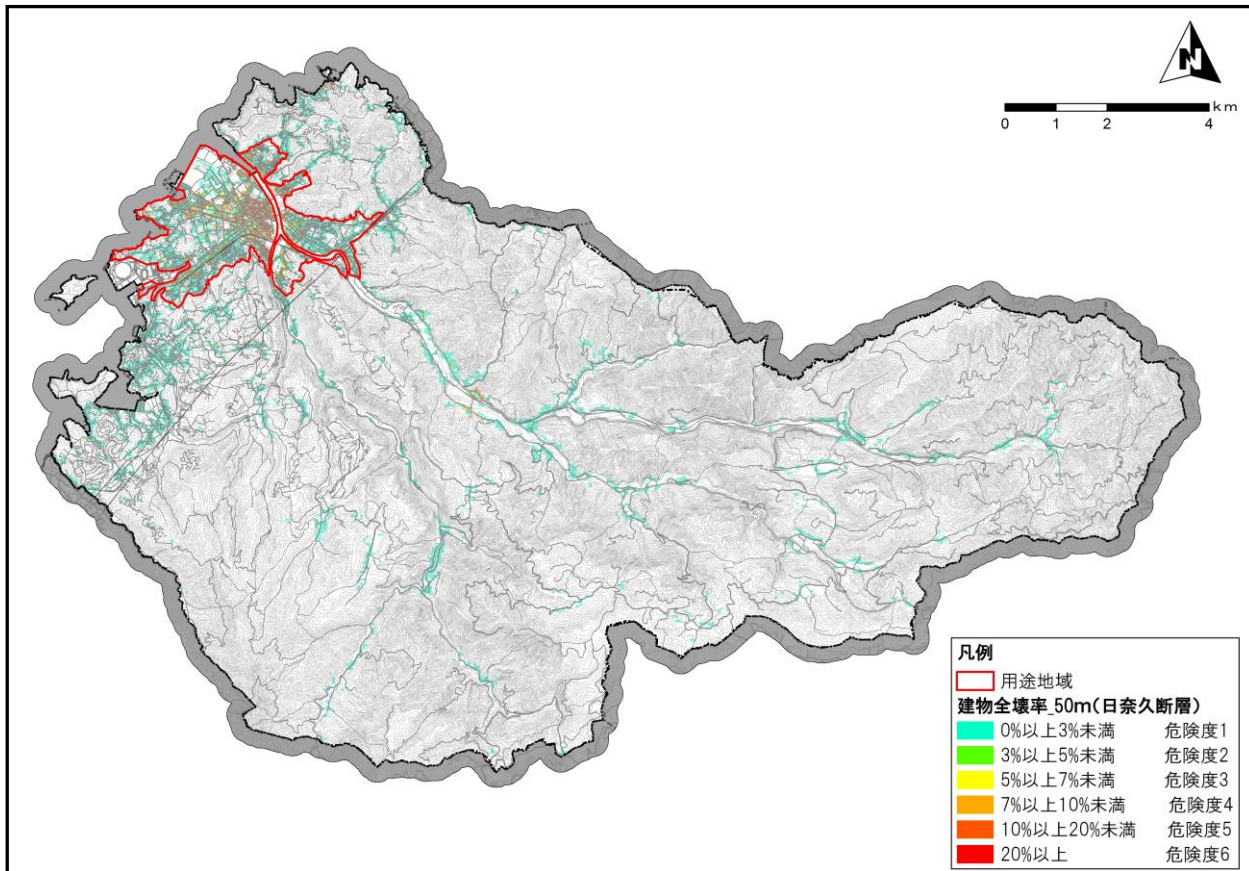 N
km
0 1 2 4
凡例
用途地域
建物全壊率_50m(日奈久断層)
0%以上3%未満 危険度1
3%以上5%未満 危険度2
5%以上7%未満 危険度3
7%以上10%未満 危険度4
10%以上20%未満 危険度5
20%以上 危険度6